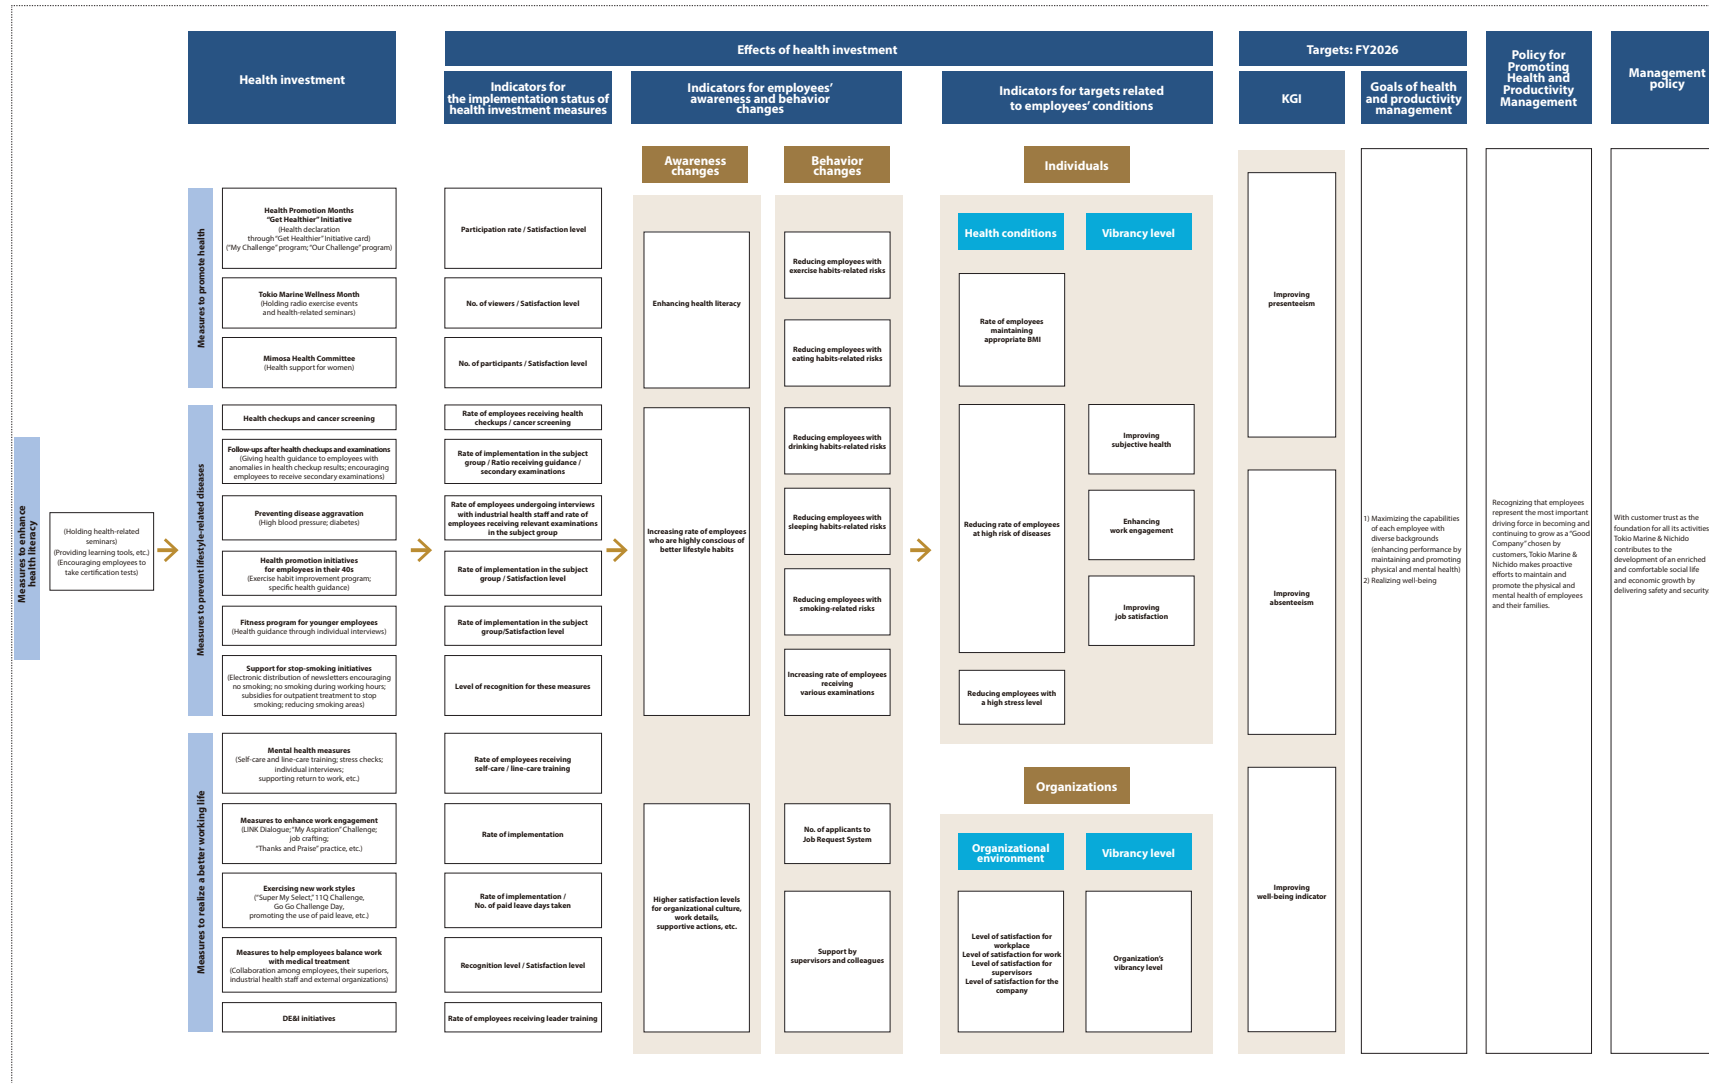 Health investment
Effects of health investment
Indicators for
the implementation status of
health investment measures
Indicators for employees'
awareness and behavior
changes
Indicators for targets related
to employees' conditions
Targets: FY2026
KGI
Goals of health
and productivity
management
Policy for
Promoting
Health and
Productivity
Management
Management
policy
Awareness
changes
Behavior
changes
Individuals
Measures to enhance
health literacy
(Holding health-related
seminars)
(Providing learning tools, etc.)
(Encouraging employees to
take certification tests)
Measures to promote health
Health Promotion Months
"Get Healthier" Initiative
(Health declaration
through "Get Healthier" Initiative card)
("My Challenge" program; "Our Challenge" program)
Tokio Marine Wellness Month
(Holding radio exercise events
and health-related seminars)
Mimosa Health Committee
(Health support for women)
Measures to prevent lifestyle-related diseases
Health checkups and cancer screening
Follow-ups after health checkups and examinations
(Giving health guidance to employees with
anomalies in health checkup results; encouraging
employees to receive secondary examinations)
Preventing disease aggravation
(High blood pressure; diabetes)
Health promotion initiatives
for employees in their 40s
(Exercise habit improvement program;
specific health guidance)
Fitness program for younger employees
(Health guidance through individual interviews)
Support for stop-smoking initiatives
(Electronic distribution of newsletters encouraging
no smoking; no smoking during working hours;
subsidies for outpatient treatment to stop
smoking; reducing smoking areas)
Measures to realize a better working life
Mental health measures
(Self-care and line-care training; stress checks;
individual interviews;
supporting return to work, etc.)
Measures to enhance work engagement
(LINK Dialogue; "My Aspiration" Challenge;
job crafting;
"Thanks and Praise" practice, etc.)
Exercising new work styles
("Super My Select," 11Q Challenge,
Go Go Challenge Day,
promoting the use of paid leave, etc.)
Measures to help employees balance work
with medical treatment
(Collaboration among employees, their superiors,
industrial health staff and external organizations)
DE&I initiatives
Participation rate / Satisfaction level
No. of viewers / Satisfaction level
No. of participants / Satisfaction level
Rate of employees receiving health
checkups / cancer screening
Rate of implementation in the subject
group / Ratio receiving guidance /
secondary examinations
Rate of employees undergoing interviews
with industrial health staff and rate of
employees receiving relevant examinations
in the subject group
Rate of implementation in the subject
group / Satisfaction level
Rate of implementation in the subject
group/Satisfaction level
Level of recognition for these measures
Rate of employees receiving
self-care / line-care training
Rate of implementation
Rate of implementation /
No. of paid leave days taken
Recognition level / Satisfaction level
Rate of employees receiving leader training
Enhancing health literacy
Increasing rate of employees
who are highly conscious of
better lifestyle habits
Higher satisfaction levels
for organizational culture,
work details,
supportive actions, etc.
Reducing employees with
exercise habits-related risks
Reducing employees with
eating habits-related risks
Reducing employees with
drinking habits-related risks
Reducing employees with
sleeping habits-related risks
Reducing employees with
smoking-related risks
Increasing rate of employees
receiving
various examinations
No. of applicants to
Job Request System
Support by
supervisors and colleagues
Health conditions
Vibrancy level
Rate of employees
maintaining
appropriate BMI
Reducing rate of employees
at high risk of diseases
Reducing employees with
a high stress level
Improving
subjective health
Enhancing
work engagement
Improving
job satisfaction
Organizations
Organizational
environment
Vibrancy level
Level of satisfaction for
workplace
Level of satisfaction for work
Level of satisfaction for
supervisors
Level of satisfaction for the
company
Organization's
vibrancy level
Improving
presenteeism
Improving
absenteeism
Improving
well-being indicator
1) Maximizing the capabilities
of each employee with
diverse backgrounds
(enhancing performance by
maintaining and promoting
physical and mental health)
2) Realizing well-being
Recognizing that employees
represent the most important
driving force in becoming and
continuing to grow as a "Good
Company" chosen by
customers, Tokio Marine &
Nichido makes proactive
efforts to maintain and
promote the physical and
mental health of employees
and their families.
With customer trust as the
foundation for all its activities,
Tokio Marine & Nichido
contributes to the
development of an enriched
and comfortable social life
and economic growth by
delivering safety and security.